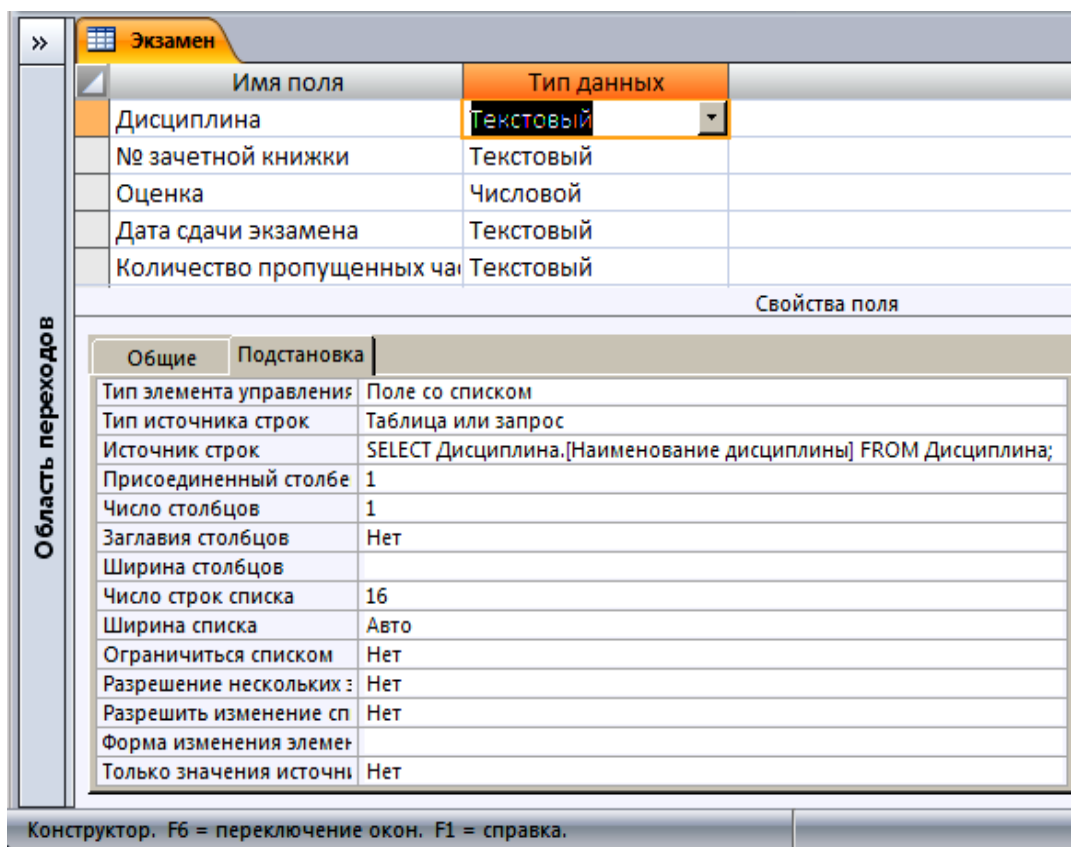 » Экзамен
Имя поля Тип данных
Дисциплина Текстовый
№ зачетной книжки Текстовый
Оценка Числовой
Дата сдачи экзамена Текстовый
Количество пропущенных ча Текстовый
Свойства поля
Область переходов
Общие Подстановка
Тип элемента управления Поле со списком
Тип источника строк Таблица или запрос
Источник строк SELECT Дисциплина.[Наименование дисциплины] FROM Дисциплина;
Присоединенный столбе 1
Число столбцов 1
Заглавия столбцов Нет
Ширина столбцов
Число строк списка 16
Ширина списка Авто
Ограничиться списком Нет
Разрешение нескольких з Нет
Разрешить изменение сп Нет
Форма изменения элемен
Только значения источни Нет
Конструктор. F6 = переключение окон. F1 = справка.